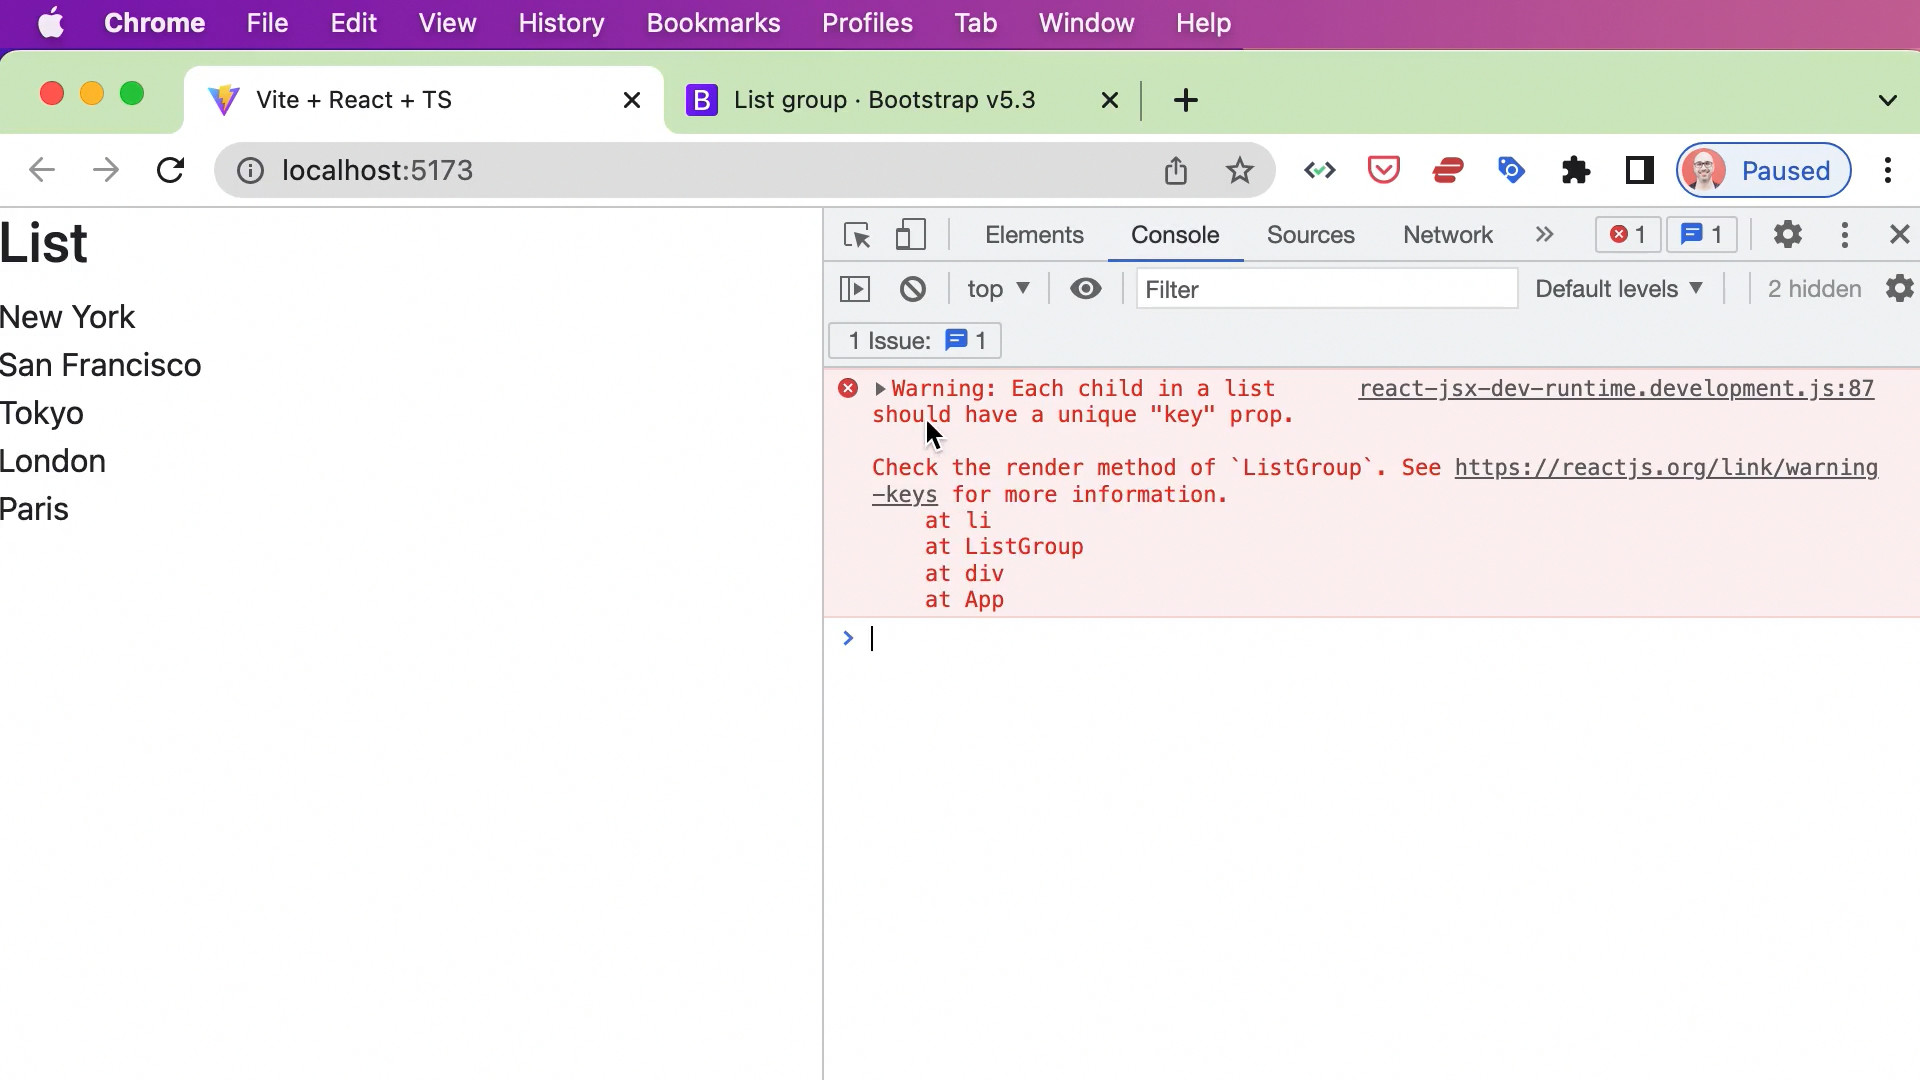 Chrome File Edit View History Bookmarks Profiles Tab Window Help
Vite + React + TS
B List group · Bootstrap v5.3
localhost:5173
Paused
List
New York
San Francisco
Tokyo
London
Paris
Elements Console Sources Network 1 1
top Filter Default levels 2 hidden
1 Issue: 1
Warning: Each child in a list react-jsx-dev-runtime.development.js:87
should have a unique "key" prop.
Check the render method of `ListGroup`. See https://reactjs.org/link/warning
-keys for more information.
at li
at ListGroup
at div
at App